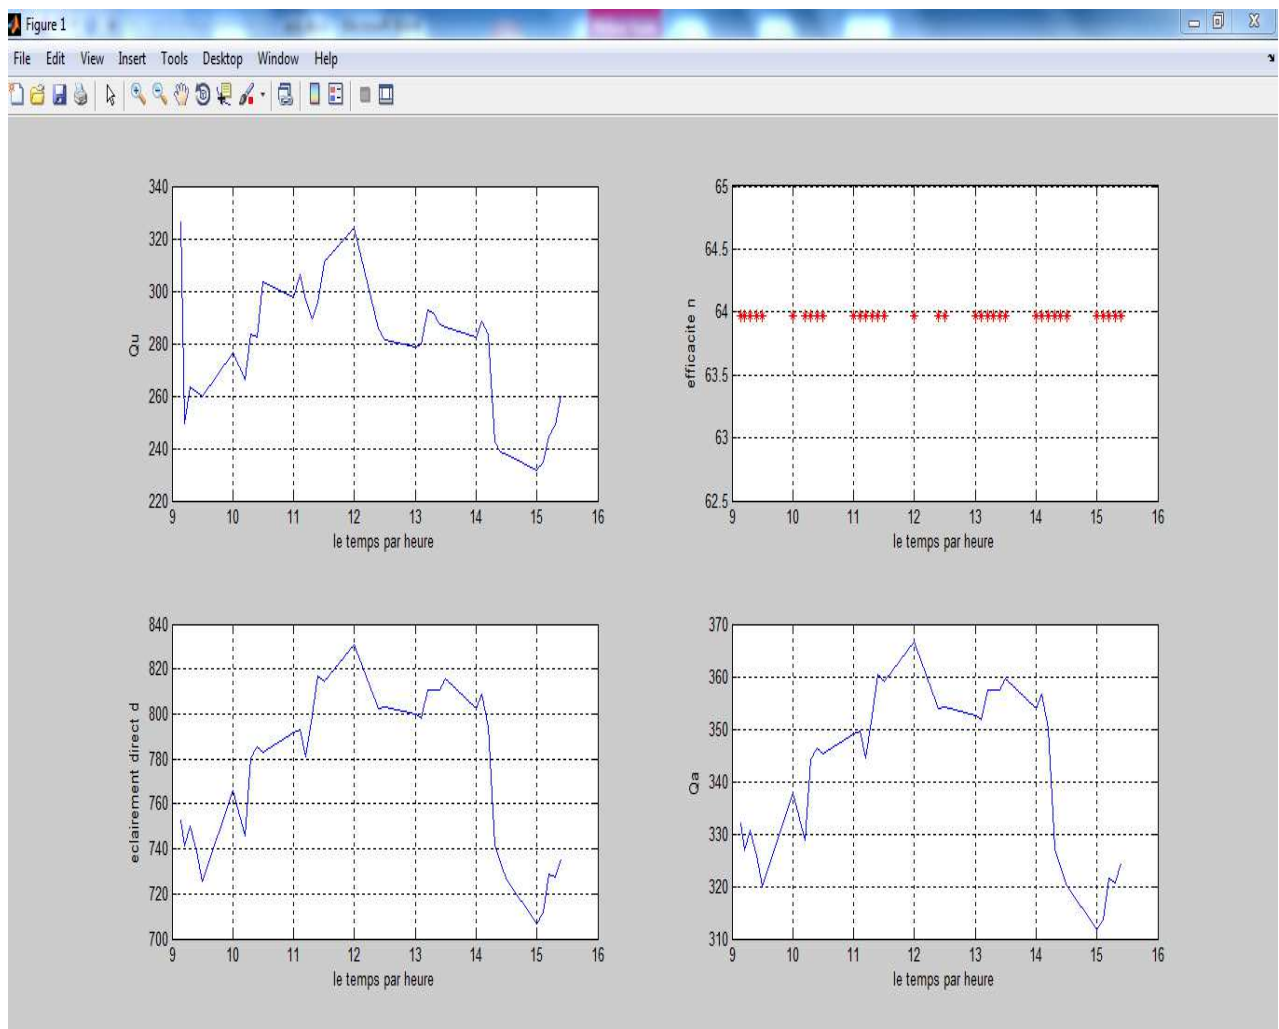 Figure 1
File Edit View Insert Tools Desktop Window Help
340
320
300
280
260
240
220
Qu
9 10 11 12 13 14 15 16
le temps par heure
65
64.5
64
63.5
63
62.5
efficacite n
9 10 11 12 13 14 15 16
le temps par heure
840
820
800
780
760
740
720
700
eclairement direct d
9 10 11 12 13 14 15 16
le temps par heure
370
360
350
340
330
320
310
Qa
9 10 11 12 13 14 15 16
le temps par heure